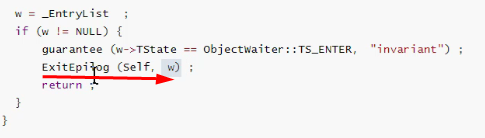 w = _EntryList  ;
if (w != NULL) {
    guarantee (w->TState == ObjectWaiter::TS_ENTER,  "invariant") ;
    ExitEpilog (Self, w) ;
    return ;
}
}